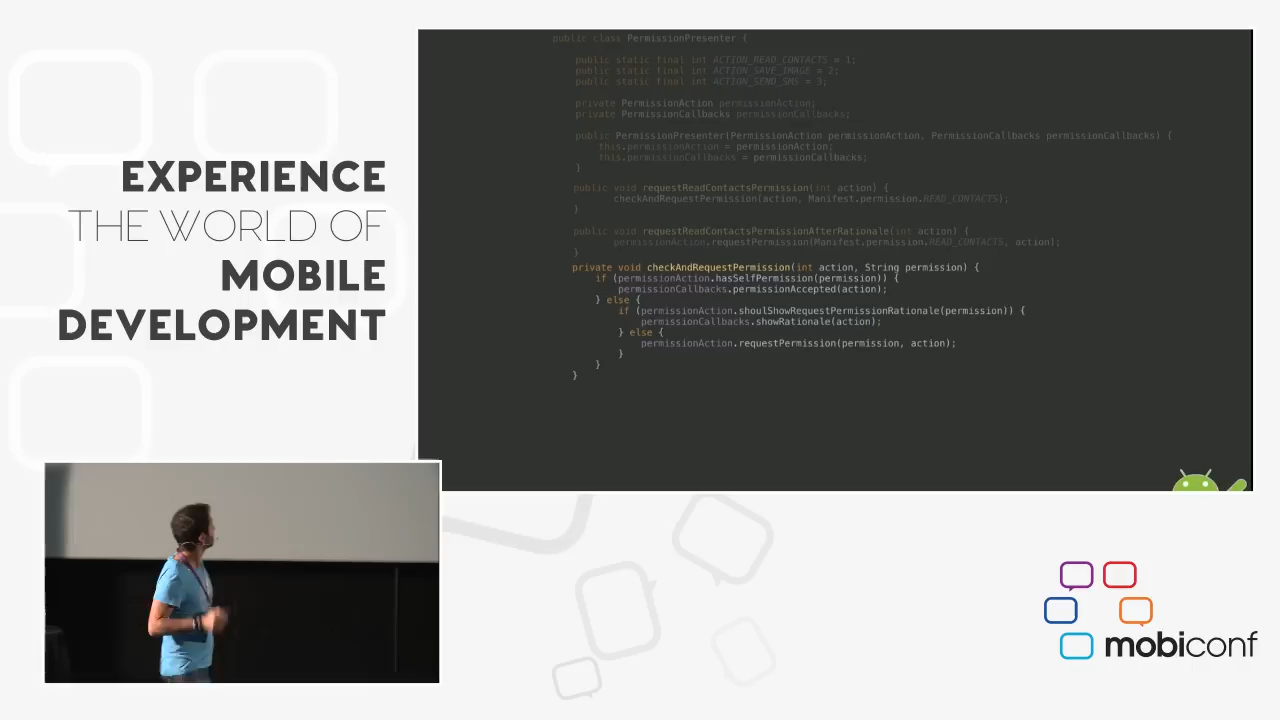 EXPERIENCE
THE WORLD OF
MOBILE
DEVELOPMENT
public class PermissionPresenter {
public static final int ACTION_READ_CONTACTS = 1;
public static final int ACTION_SAVE_IMAGE = 2;
public static final int ACTION_SEND_SMS = 3;
private PermissionAction permissionAction;
private PermissionCallbacks permissionCallbacks;
public PermissionPresenter(PermissionAction permissionAction, PermissionCallbacks permissionCallbacks) {
this.permissionAction = permissionAction;
this.permissionCallbacks = permissionCallbacks;
}
public void requestReadContactsPermission(int action) {
checkAndRequestPermission(action, Manifest.permission.READ_CONTACTS);
}
public void requestReadContactsPermissionAfterRationale(int action) {
permissionAction.requestPermission(Manifest.permission.READ_CONTACTS, action);
}
private void checkAndRequestPermission(int action, String permission) {
if (permissionAction.hasSelfPermission(permission)) {
permissionCallbacks.permissionAccepted(action);
} else {
if (permissionAction.shoulShowRequestPermissionRationale(permission)) {
permissionCallbacks.showRationale(action);
} else {
permissionAction.requestPermission(permission, action);
}
}
}
mobiconf